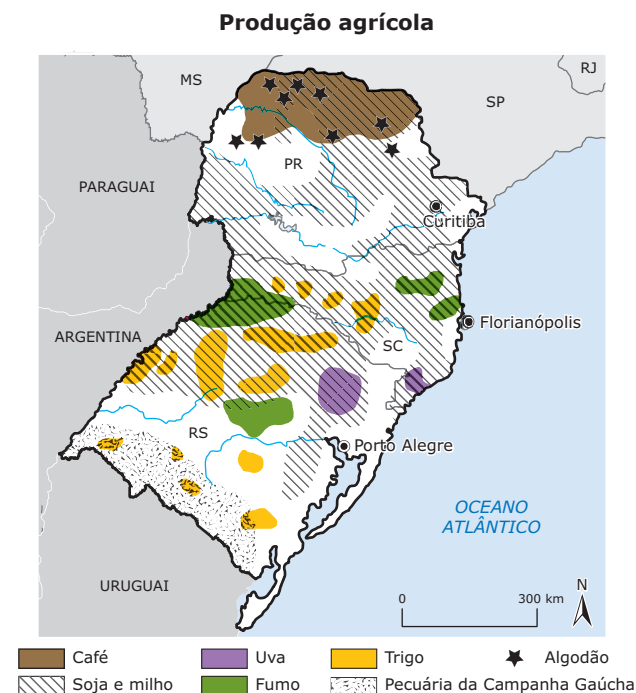 Produção agrícola
MS
RJ
SP
PR
PARAGUAI
Curitiba
ARGENTINA
Florianópolis
SC
RS
Porto Alegre
OCEANO
ATLÂNTICO
URUGUAI
N
0 300 km
Café Uva Trigo Algodão
Soja e milho Fumo Pecuária da Campanha Gaúcha